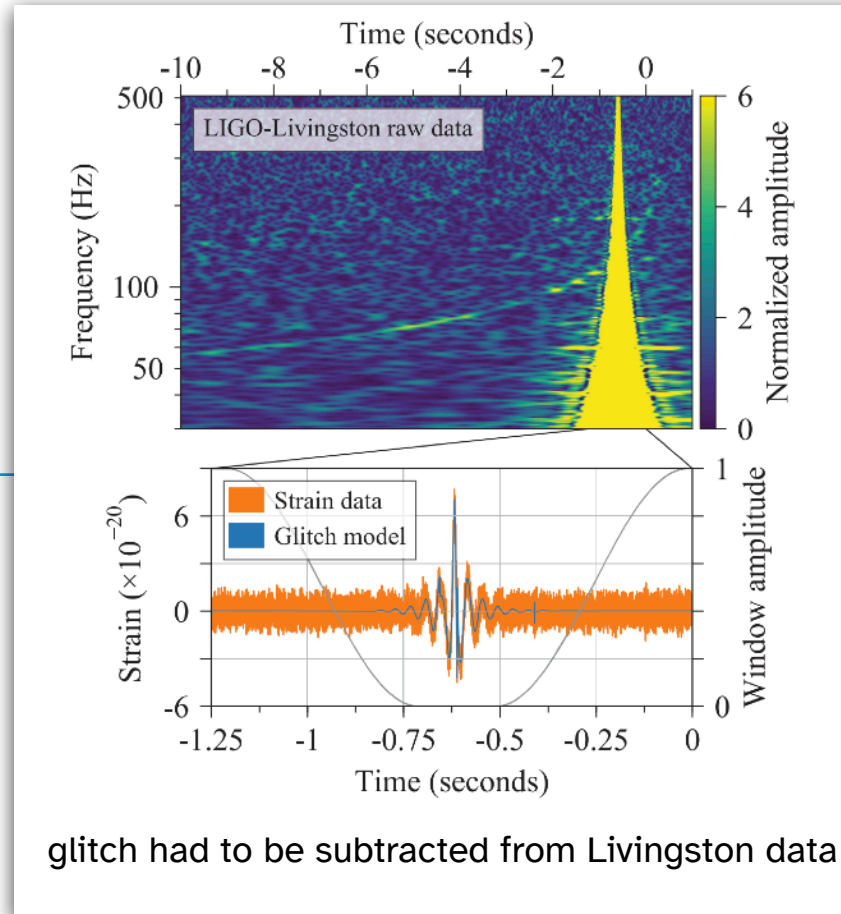 Time (seconds)
-10 -8 -6 -4 -2 0
500
100
50
Frequency (Hz)
LIGO-Livingston raw data
6
4
2
0
Normalized amplitude
Strain data
Glitch model
6
0
-6
Strain (×10⁻²⁰)
1
0
Window amplitude
-1.25 -1 -0.75 -0.5 -0.25 0
Time (seconds)
glitch had to be subtracted from Livingston data